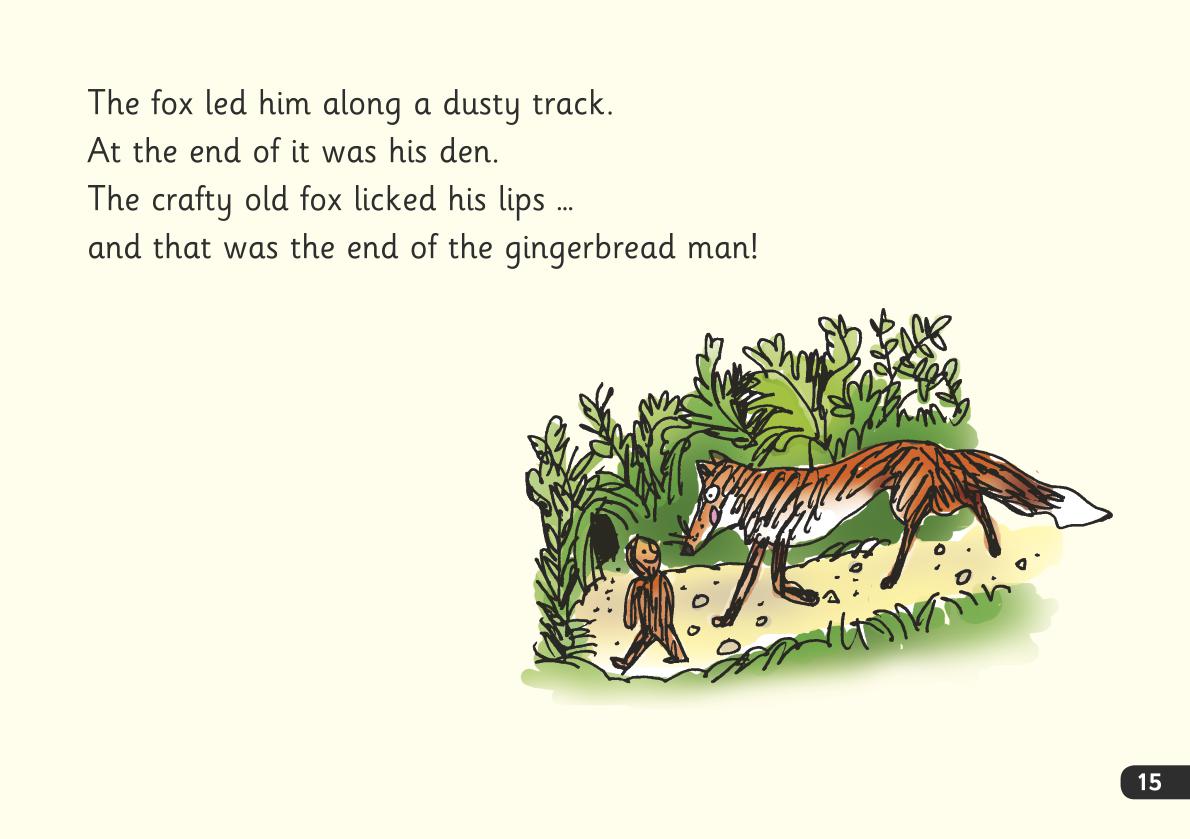 The fox led him along a dusty track.
At the end of it was his den.
The crafty old fox licked his lips ...
and that was the end of the gingerbread man!
15